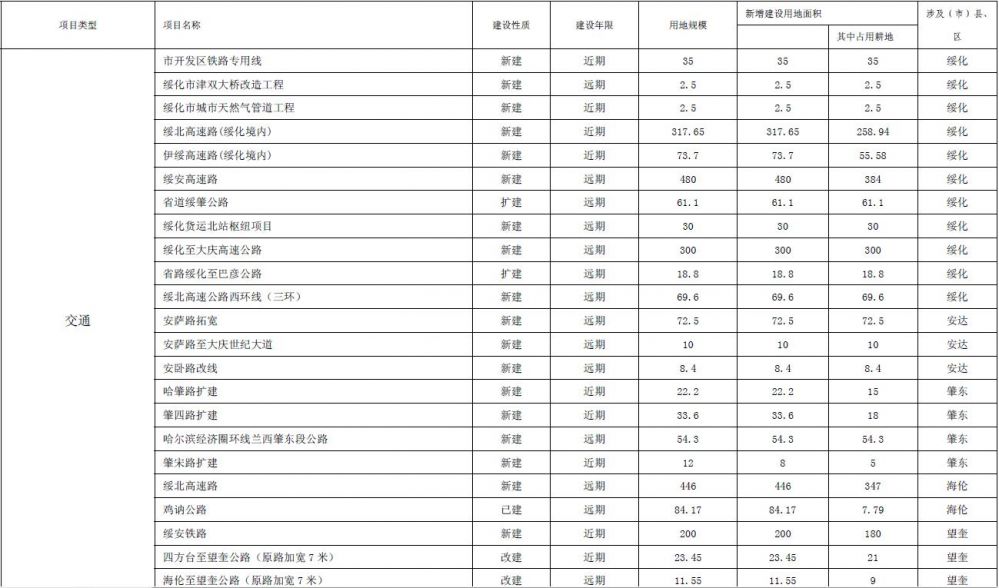 项目类型 项目名称 建设性质 建设年限 用地规模 新增建设用地面积 涉及（市）县、区
其中占用耕地
交通
市开发区铁路专用线 新建 近期 35 35 35 绥化
绥化市津双大桥改造工程 新建 远期 2.5 2.5 2.5 绥化
绥化市城市天然气管道工程 新建 近期 2.5 2.5 2.5 绥化
绥北高速路(绥化境内) 新建 近期 317.65 317.65 258.94 绥化
伊绥高速路(绥化境内) 新建 近期 73.7 73.7 55.58 绥化
绥安高速路 新建 远期 480 480 384 绥化
省道绥肇公路 扩建 远期 61.1 61.1 61.1 绥化
绥化货运北站枢纽项目 新建 远期 30 30 30 绥化
绥化至大庆高速公路 新建 远期 300 300 300 绥化
省路绥化至巴彦公路 扩建 远期 18.8 18.8 18.8 绥化
绥北高速公路西环线（三环） 新建 远期 69.6 69.6 69.6 绥化
安萨路拓宽 新建 远期 72.5 72.5 72.5 安达
安萨路至大庆世纪大道 新建 远期 10 10 10 安达
安卧路改线 新建 远期 8.4 8.4 8.4 安达
哈肇路扩建 新建 近期 22.2 22.2 15 肇东
肇四路扩建 新建 近期 33.6 33.6 18 肇东
哈尔滨经济圈环线兰西肇东段公路 新建 远期 54.3 54.3 54.3 肇东
肇宋路扩建 新建 近期 12 8 5 肇东
绥北高速路 新建 远期 446 446 347 海伦
鸡讷公路 已建 远期 84.17 84.17 7.79 海伦
绥安铁路 新建 近期 200 200 180 望奎
四方台至望奎公路（原路加宽7米） 改建 近期 23.45 23.45 21 望奎
海伦至望奎公路（原路加宽7米） 改建 远期 11.55 11.55 9 望奎